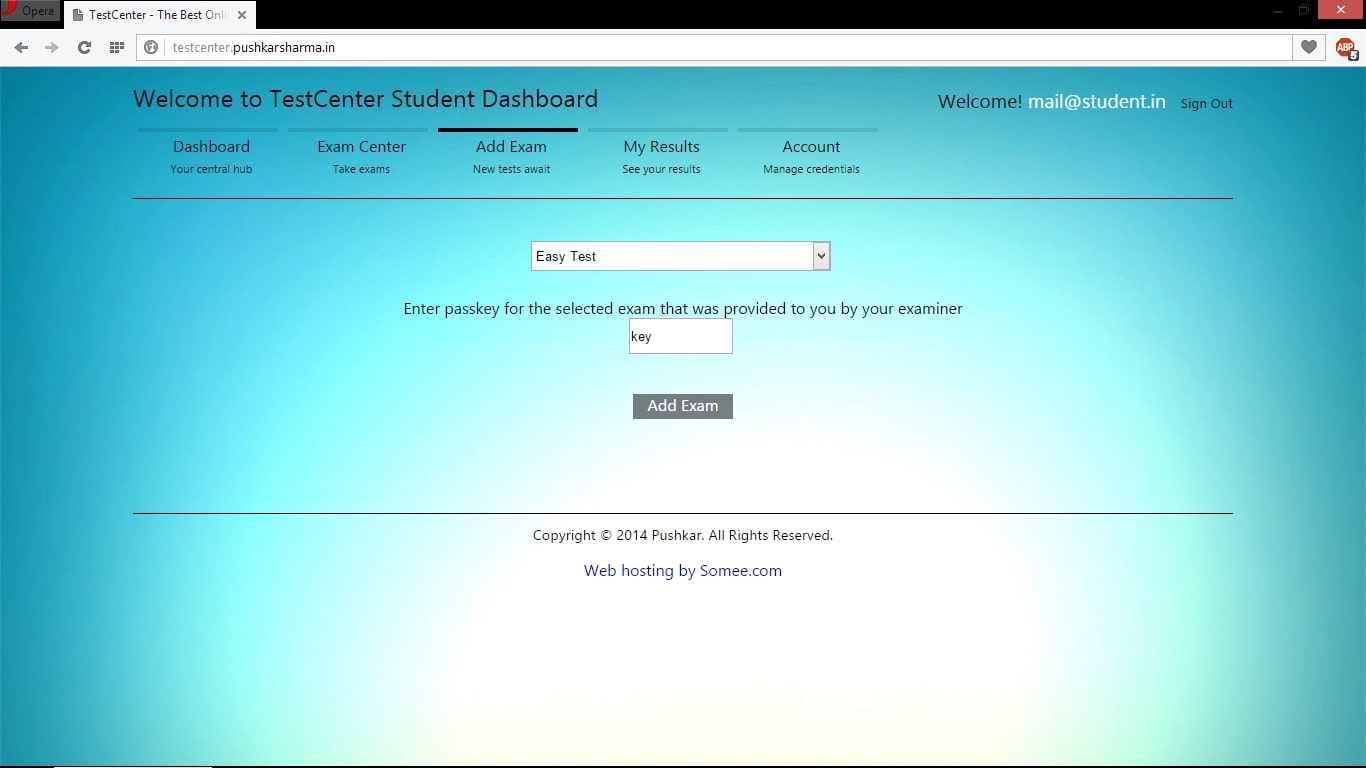 Opera
TestCenter - The Best Onli
testcenter.pushkarsharma.in
ABP
5
Welcome to TestCenter Student Dashboard
Welcome! mail@student.in Sign Out
Dashboard Exam Center Add Exam My Results Account
Your central hub Take exams New tests await See your results Manage credentials
Easy Test
Enter passkey for the selected exam that was provided to you by your examiner
key
Add Exam
Copyright © 2014 Pushkar. All Rights Reserved.
Web hosting by Somee.com